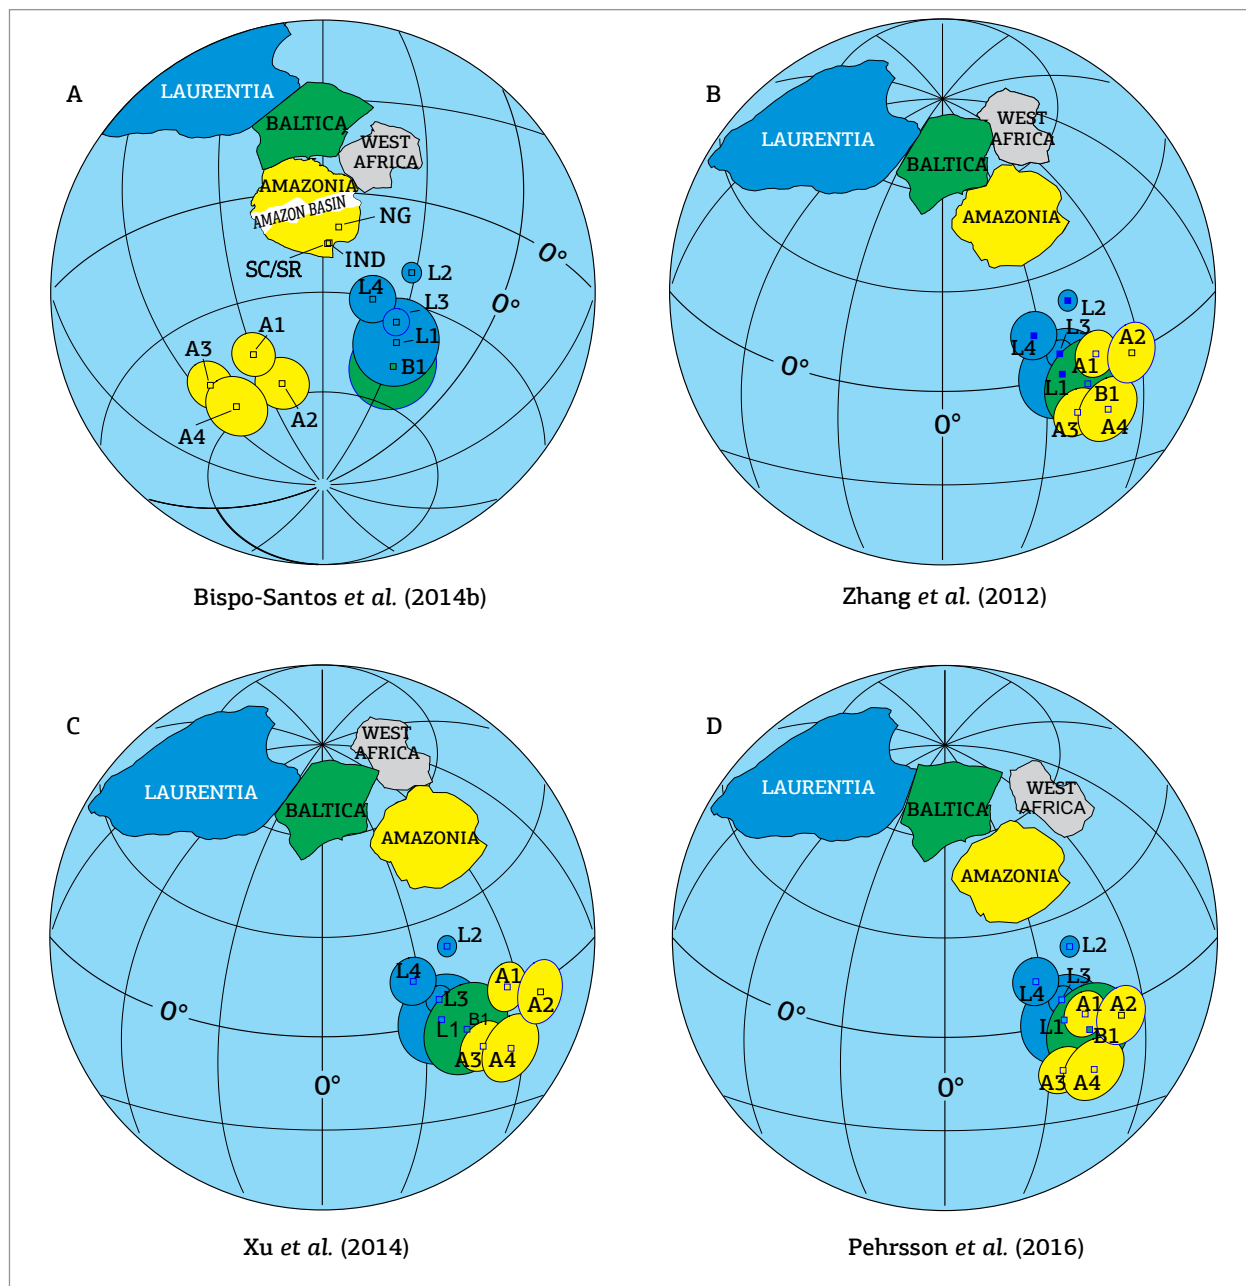 A
LAURENTIA
BALTICA
WEST
AFRICA
AMAZONIA
AMAZON BASIN
NG
SC/SR
IND
0°
0°
L2
L4
L3
L1
B1
A1
A3
A2
A4
Bispo-Santos et al. (2014b)
B
LAURENTIA
BALTICA
WEST
AFRICA
AMAZONIA
L2
L3
L4
A2
A1
L1
B1
A3
A4
0°
0°
Zhang et al. (2012)
C
LAURENTIA
BALTICA
WEST
AFRICA
AMAZONIA
L2
L4
A1
L3
A2
B1
L1
A3
A4
0°
0°
Xu et al. (2014)
D
LAURENTIA
BALTICA
WEST
AFRICA
AMAZONIA
L2
L3
L4
A1
A2
L1
B1
A3
A4
0°
0°
Pehrsson et al. (2016)